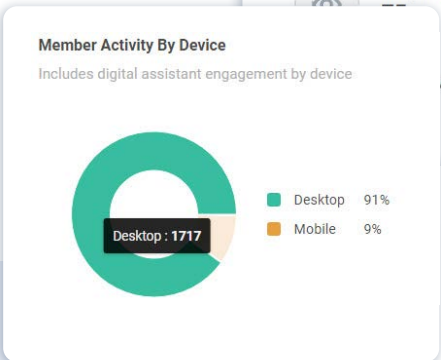 Member Activity By Device
Includes digital assistant engagement by device
Desktop 91%
Mobile 9%
Desktop : 1717